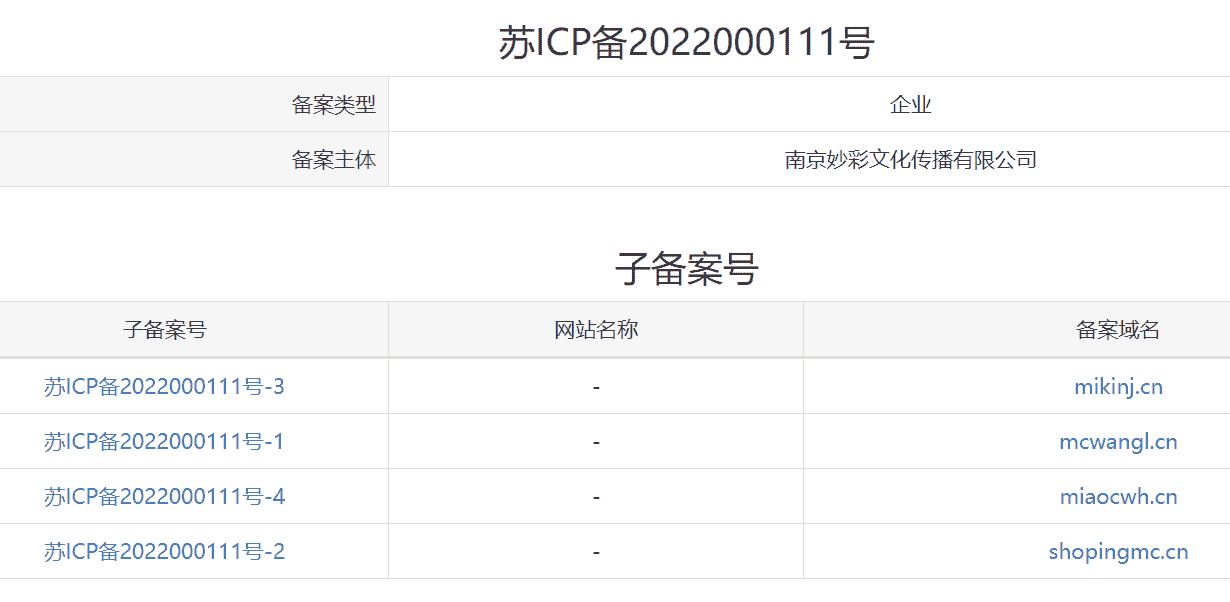 苏ICP备2022000111号
备案类型 企业
备案主体 南京妙彩文化传播有限公司
子备案号
子备案号 网站名称 备案域名
苏ICP备2022000111号-3 - mikinj.cn
苏ICP备2022000111号-1 - mcwangl.cn
苏ICP备2022000111号-4 - miaocwh.cn
苏ICP备2022000111号-2 - shopingmc.cn